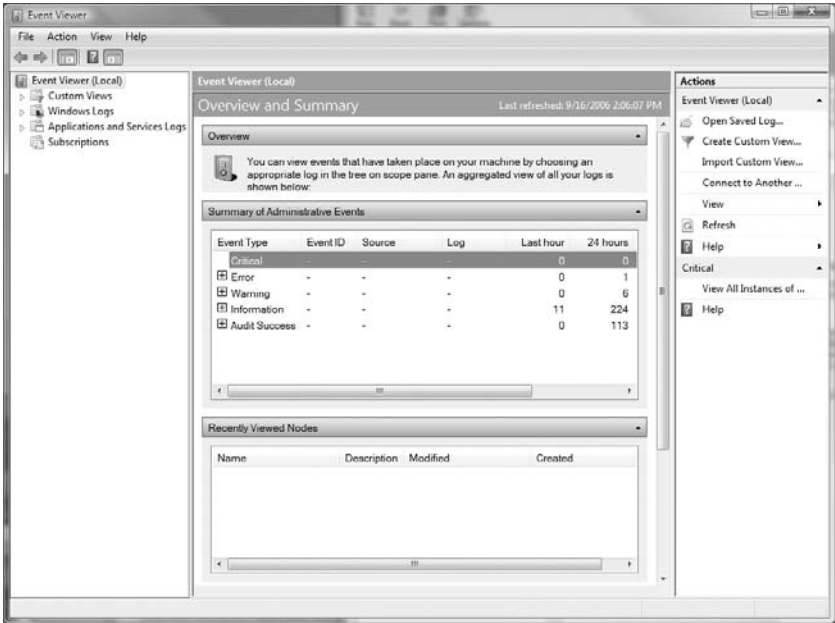 Event Viewer
File Action View Help
Event Viewer (Local)
Custom Views
Windows Logs
Applications and Services Logs
Subscriptions
Event Viewer (Local)
Overview and Summary Last refreshed: 9/16/2006 2:06:07 PM
Overview
You can view events that have taken place on your machine by choosing an
appropriate log in the tree on scope pane. An aggregated view of all your logs is
shown below:
Summary of Administrative Events
Event Type Event ID Source Log Last hour 24 hours
Critical - - - 0 0
Error - - - 0 1
Warning - - - 0 6
Information - - - 11 224
Audit Success - - - 0 113
Recently Viewed Nodes
Name Description Modified Created
Actions
Event Viewer (Local)
Open Saved Log...
Create Custom View...
Import Custom View...
Connect to Another ...
View
Refresh
Help
Critical
View All Instances of ...
Help